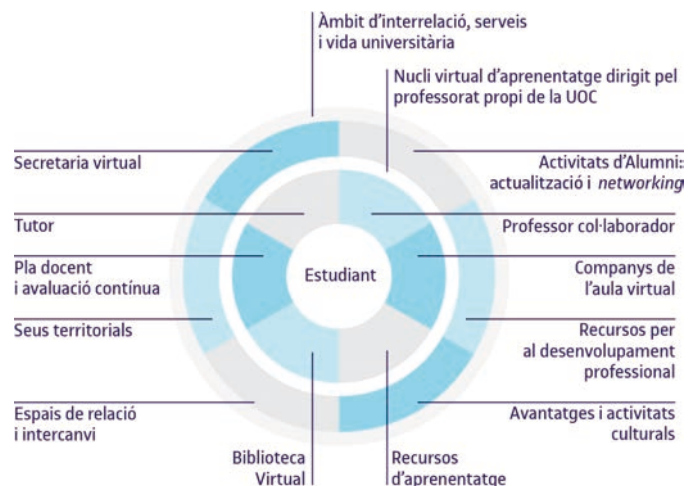 Àmbit d'interrelació, serveis
i vida universitària
Nucli virtual d'aprenentatge dirigit pel
professorat propi de la UOC
Secretaria virtual
Activitats d'Alumni:
actualització i networking
Tutor
Professor col·laborador
Pla docent
i avaluació contínua
Estudiant
Companys de
l'aula virtual
Seus territorials
Recursos per
al desenvolupament
professional
Espais de relació
i intercanvi
Avantatges i activitats
culturals
Biblioteca
Virtual
Recursos
d'aprenentatge